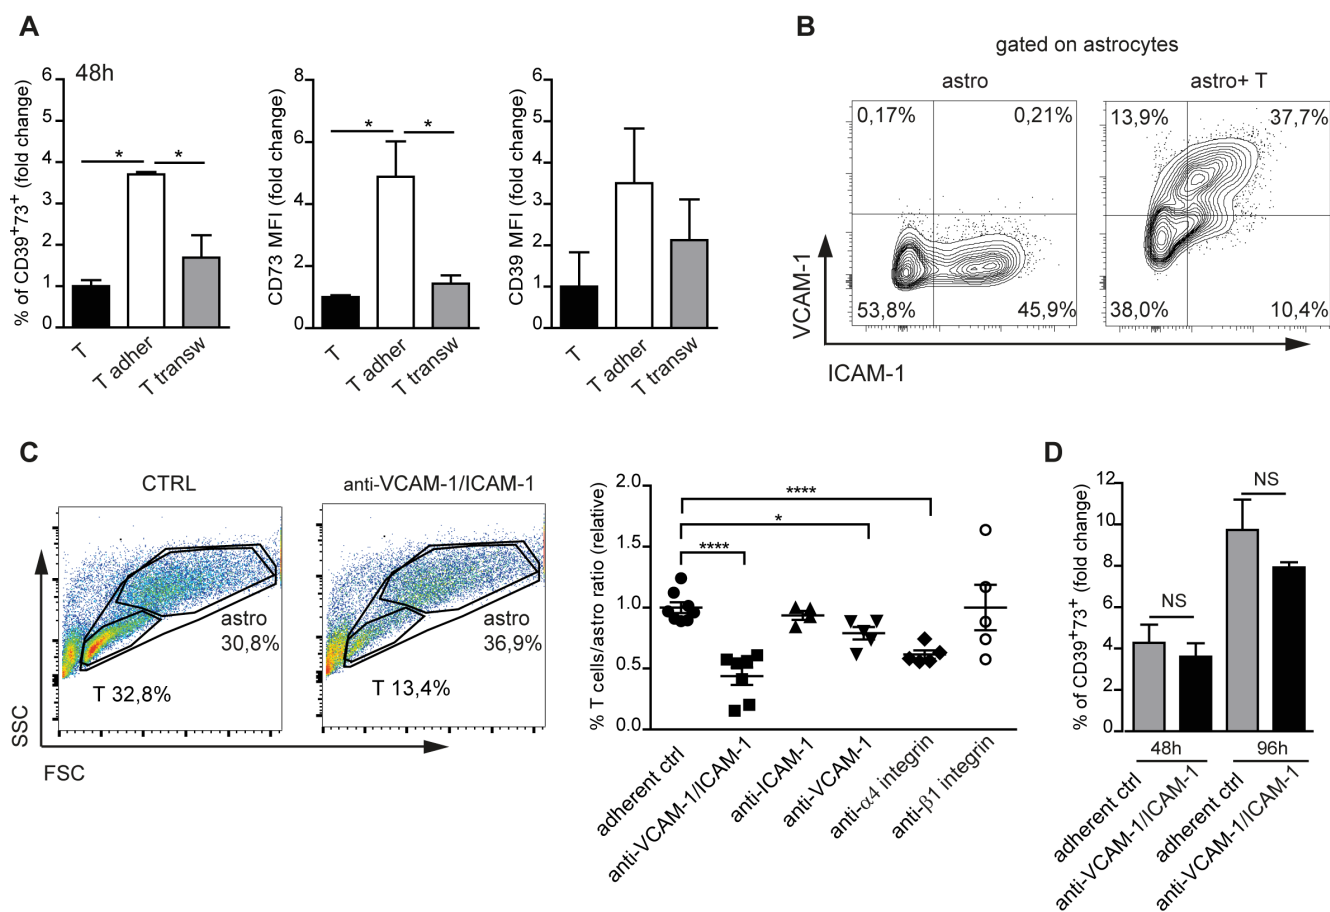 A
48h
% of CD39+73+ (fold change)
6
5
4
3
2
1
0
*
*
T
T adher
T transw
CD73 MFI (fold change)
8
6
4
2
0
*
*
T
T adher
T transw
CD39 MFI (fold change)
6
5
4
3
2
1
0
T
T adher
T transw
B
gated on astrocytes
astro
astro+ T
0,17%
0,21%
53,8%
45,9%
13,9%
37,7%
38,0%
10,4%
VCAM-1
ICAM-1
C
CTRL
anti-VCAM-1/ICAM-1
astro
30,8%
T 32,8%
astro
36,9%
T 13,4%
SSC
FSC
% T cells/astro ratio (relative)
2.0
1.5
1.0
0.5
0.0
****
*
****
adherent ctrl
anti-VCAM-1/ICAM-1
anti-ICAM-1
anti-VCAM-1
anti-α4 integrin
anti-β1 integrin
D
% of CD39+73+ (fold change)
12
10
8
6
4
2
0
NS
NS
48h
96h
adherent ctrl
anti-VCAM-1/ICAM-1
adherent ctrl
anti-VCAM-1/ICAM-1